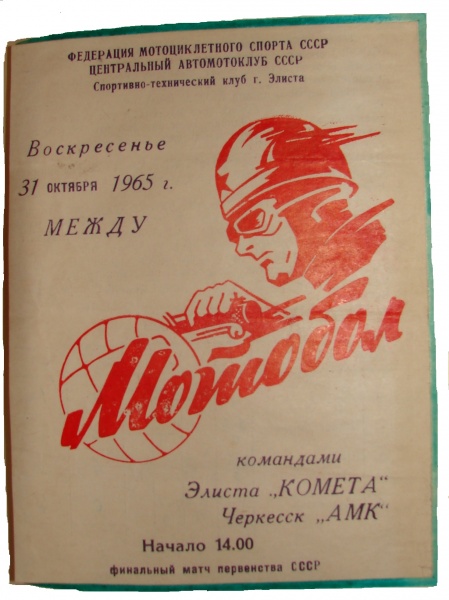 ФЕДЕРАЦИЯ МОТОЦИКЛЕТНОГО СПОРТА СССР
ЦЕНТРАЛЬНЫЙ АВТОМОТОКЛУБ СССР
Спортивно-технический клуб г. Элиста
Воскресенье
31 ОКТЯБРЯ 1965 г.
МЕЖДУ
Мотобол
командами
Элиста „КОМЕТА"
Черкесск „АМК"
Начало 14.00
финальный матч первенства СССР